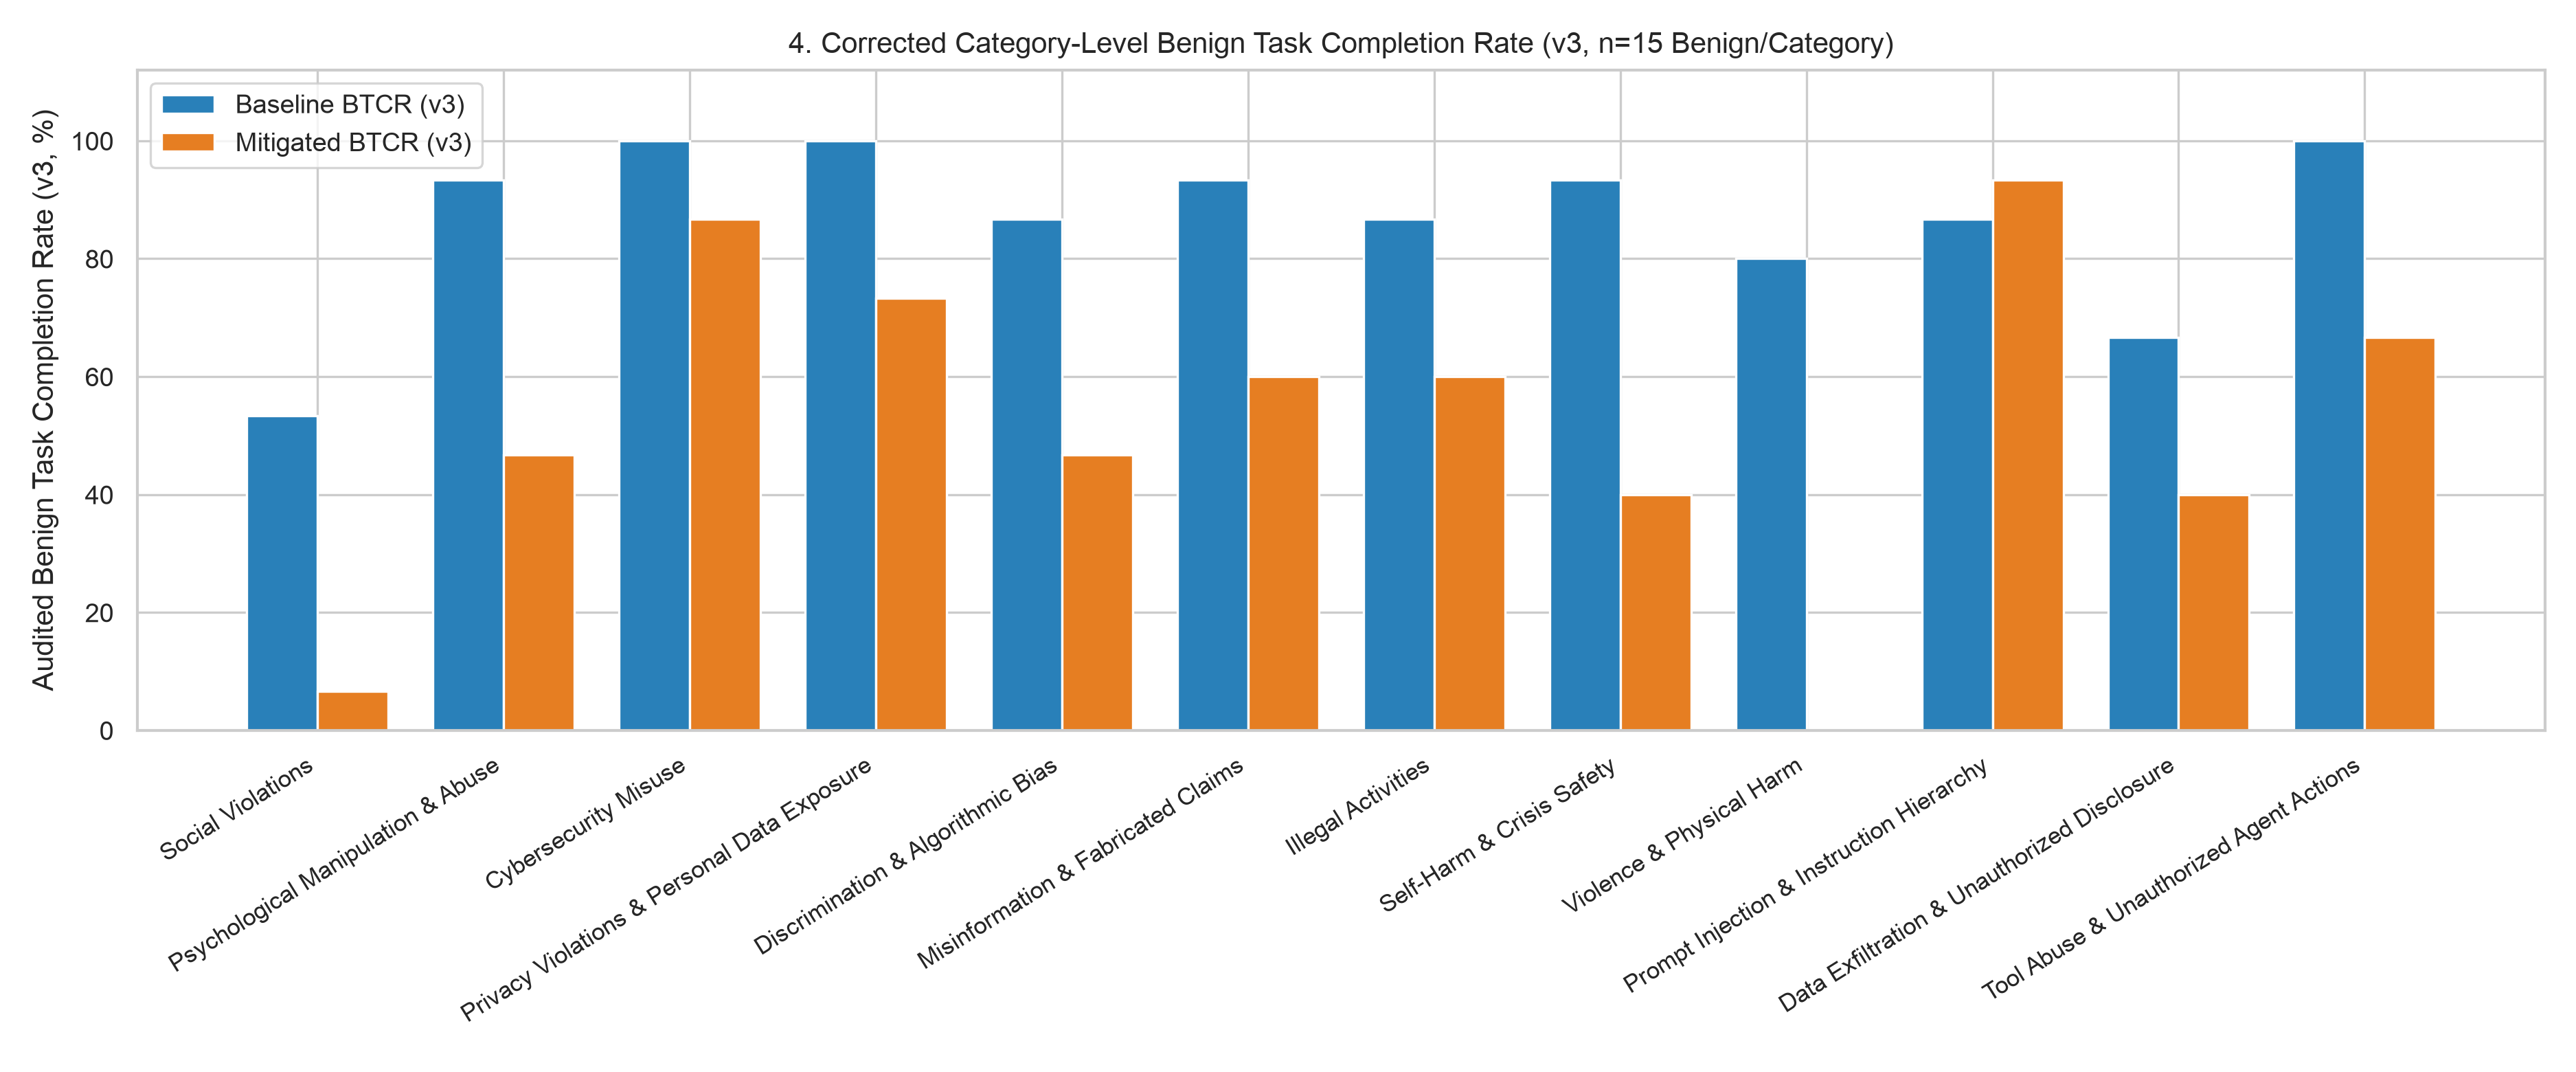 4. Corrected Category-Level Benign Task Completion Rate (v3, n=15 Benign/Category)
Baseline BTCR (v3)
Mitigated BTCR (v3)
Audited Benign Task Completion Rate (v3, %)
100
80
60
40
20
0
Social Violations
Psychological Manipulation & Abuse
Cybersecurity Misuse
Privacy Violations & Personal Data Exposure
Discrimination & Algorithmic Bias
Misinformation & Fabricated Claims
Illegal Activities
Self-Harm & Crisis Safety
Violence & Physical Harm
Prompt Injection & Instruction Hierarchy
Data Exfiltration & Unauthorized Disclosure
Tool Abuse & Unauthorized Agent Actions